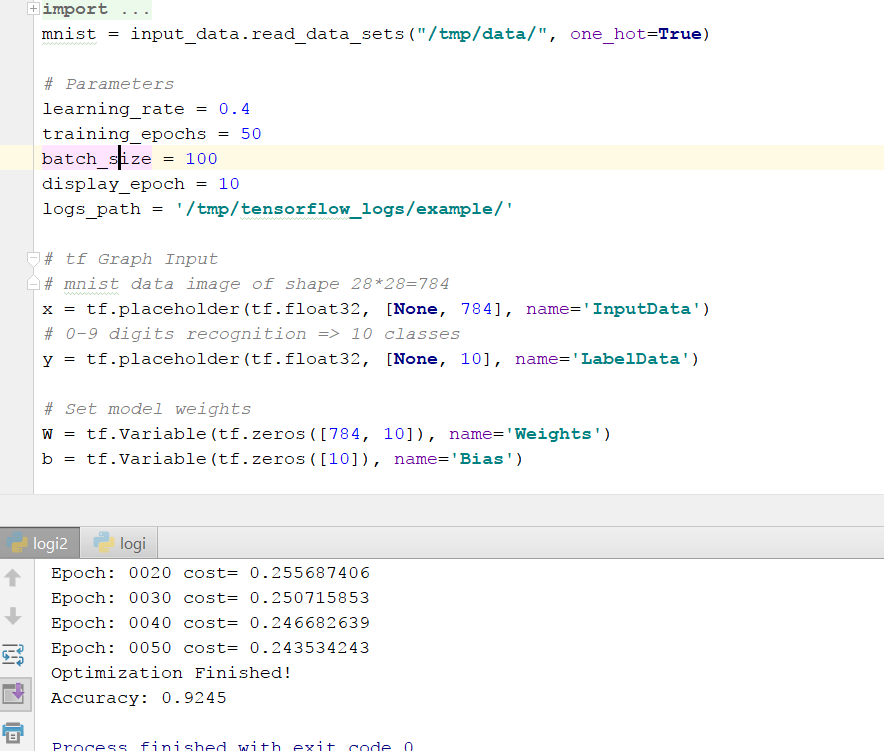 import ...
mnist = input_data.read_data_sets("/tmp/data/", one_hot=True)
# Parameters
learning_rate = 0.4
training_epochs = 50
batch_size = 100
display_epoch = 10
logs_path = '/tmp/tensorflow_logs/example/'
# tf Graph Input
# mnist data image of shape 28*28=784
x = tf.placeholder(tf.float32, [None, 784], name='InputData')
# 0-9 digits recognition => 10 classes
y = tf.placeholder(tf.float32, [None, 10], name='LabelData')
# Set model weights
W = tf.Variable(tf.zeros([784, 10]), name='Weights')
b = tf.Variable(tf.zeros([10]), name='Bias')
logi2 logi
Epoch: 0020 cost= 0.255687406
Epoch: 0030 cost= 0.250715853
Epoch: 0040 cost= 0.246682639
Epoch: 0050 cost= 0.243534243
Optimization Finished!
Accuracy: 0.9245
Process finished with exit code 0